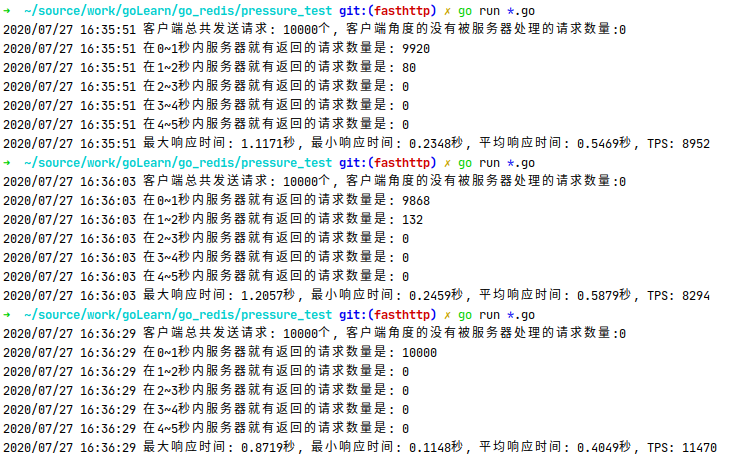 ➜  ~/source/work/goLearn/go_redis/pressure_test git:(fasthttp) ✗ go run *.go
2020/07/27 16:35:51 客户端总共发送请求: 10000个, 客户端角度的没有被服务器处理的请求数量:0
2020/07/27 16:35:51 在0~1秒内服务器就有返回的请求数量是: 9920
2020/07/27 16:35:51 在1~2秒内服务器就有返回的请求数量是: 80
2020/07/27 16:35:51 在2~3秒内服务器就有返回的请求数量是: 0
2020/07/27 16:35:51 在3~4秒内服务器就有返回的请求数量是: 0
2020/07/27 16:35:51 在4~5秒内服务器就有返回的请求数量是: 0
2020/07/27 16:35:51 最大响应时间: 1.1171秒, 最小响应时间: 0.2348秒, 平均响应时间: 0.5469秒, TPS: 8952
➜  ~/source/work/goLearn/go_redis/pressure_test git:(fasthttp) ✗ go run *.go
2020/07/27 16:36:03 客户端总共发送请求: 10000个, 客户端角度的没有被服务器处理的请求数量:0
2020/07/27 16:36:03 在0~1秒内服务器就有返回的请求数量是: 9868
2020/07/27 16:36:03 在1~2秒内服务器就有返回的请求数量是: 132
2020/07/27 16:36:03 在2~3秒内服务器就有返回的请求数量是: 0
2020/07/27 16:36:03 在3~4秒内服务器就有返回的请求数量是: 0
2020/07/27 16:36:03 在4~5秒内服务器就有返回的请求数量是: 0
2020/07/27 16:36:03 最大响应时间: 1.2057秒, 最小响应时间: 0.2459秒, 平均响应时间: 0.5879秒, TPS: 8294
➜  ~/source/work/goLearn/go_redis/pressure_test git:(fasthttp) ✗ go run *.go
2020/07/27 16:36:29 客户端总共发送请求: 10000个, 客户端角度的没有被服务器处理的请求数量:0
2020/07/27 16:36:29 在0~1秒内服务器就有返回的请求数量是: 10000
2020/07/27 16:36:29 在1~2秒内服务器就有返回的请求数量是: 0
2020/07/27 16:36:29 在2~3秒内服务器就有返回的请求数量是: 0
2020/07/27 16:36:29 在3~4秒内服务器就有返回的请求数量是: 0
2020/07/27 16:36:29 在4~5秒内服务器就有返回的请求数量是: 0
2020/07/27 16:36:29 最大响应时间: 0.8719秒, 最小响应时间: 0.1148秒, 平均响应时间: 0.4049秒, TPS: 11470